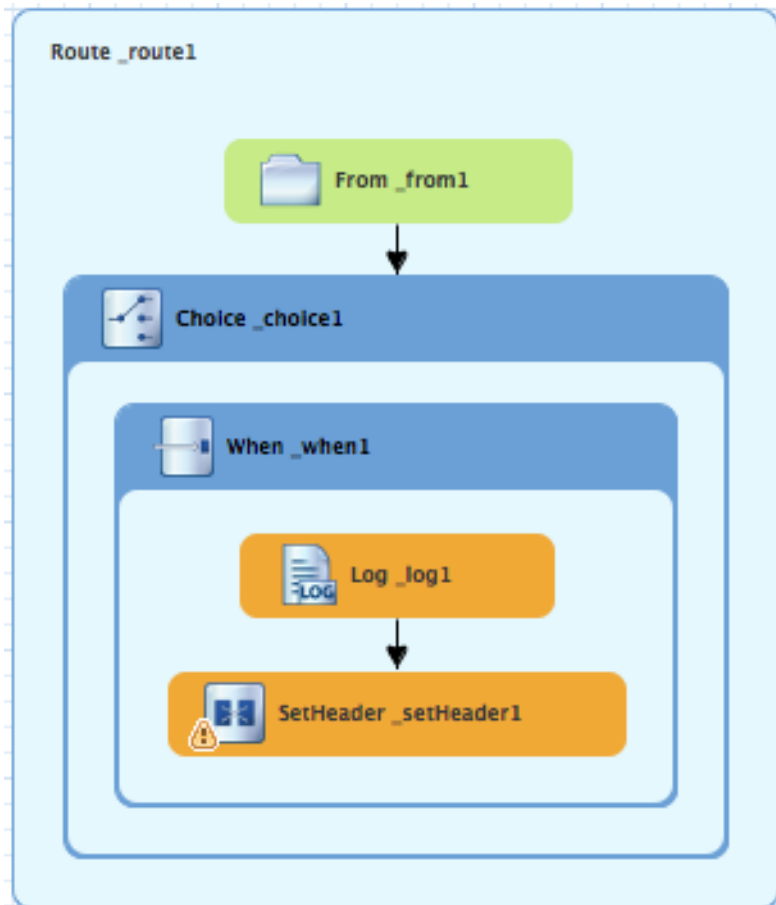 Route _route1
From _from1
Choice _choice1
When _when1
LOG
Log _log1
SetHeader _setHeader1